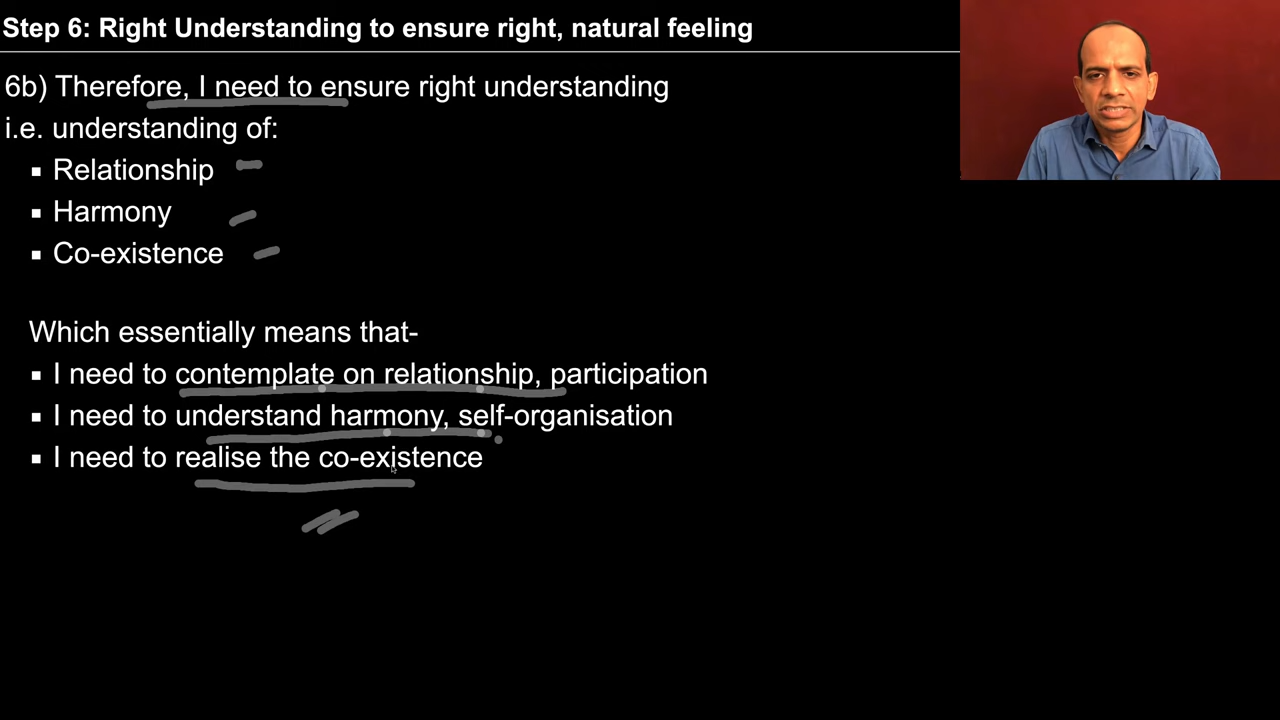 Step 6: Right Understanding to ensure right, natural feeling
6b) Therefore, I need to ensure right understanding
i.e. understanding of:
▪ Relationship
▪ Harmony
▪ Co-existence
Which essentially means that-
▪ I need to contemplate on relationship, participation
▪ I need to understand harmony, self-organisation
▪ I need to realise the co-existence